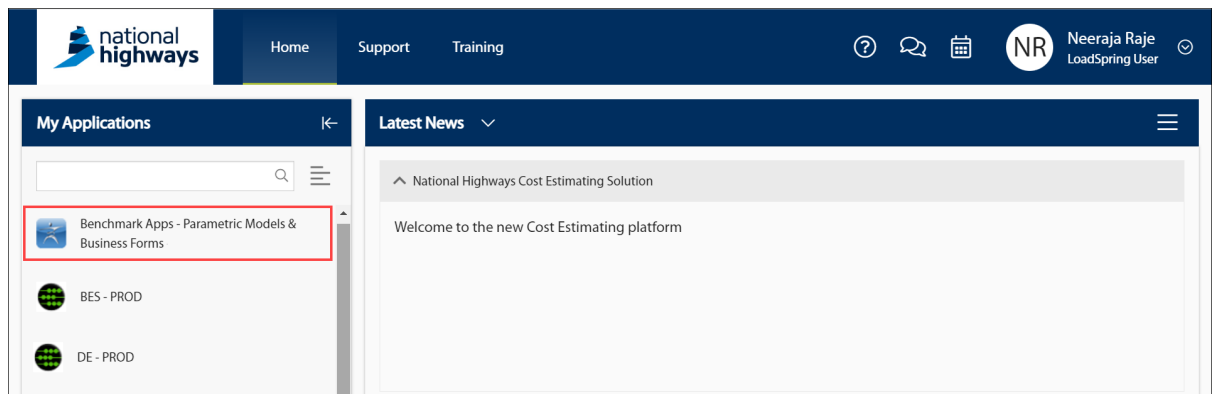 national
highways
Home
Support
Training
NR
Neeraja Raje
LoadSpring User
My Applications
Latest News
National Highways Cost Estimating Solution
Welcome to the new Cost Estimating platform
Benchmark Apps - Parametric Models &
Business Forms
BES - PROD
DE - PROD